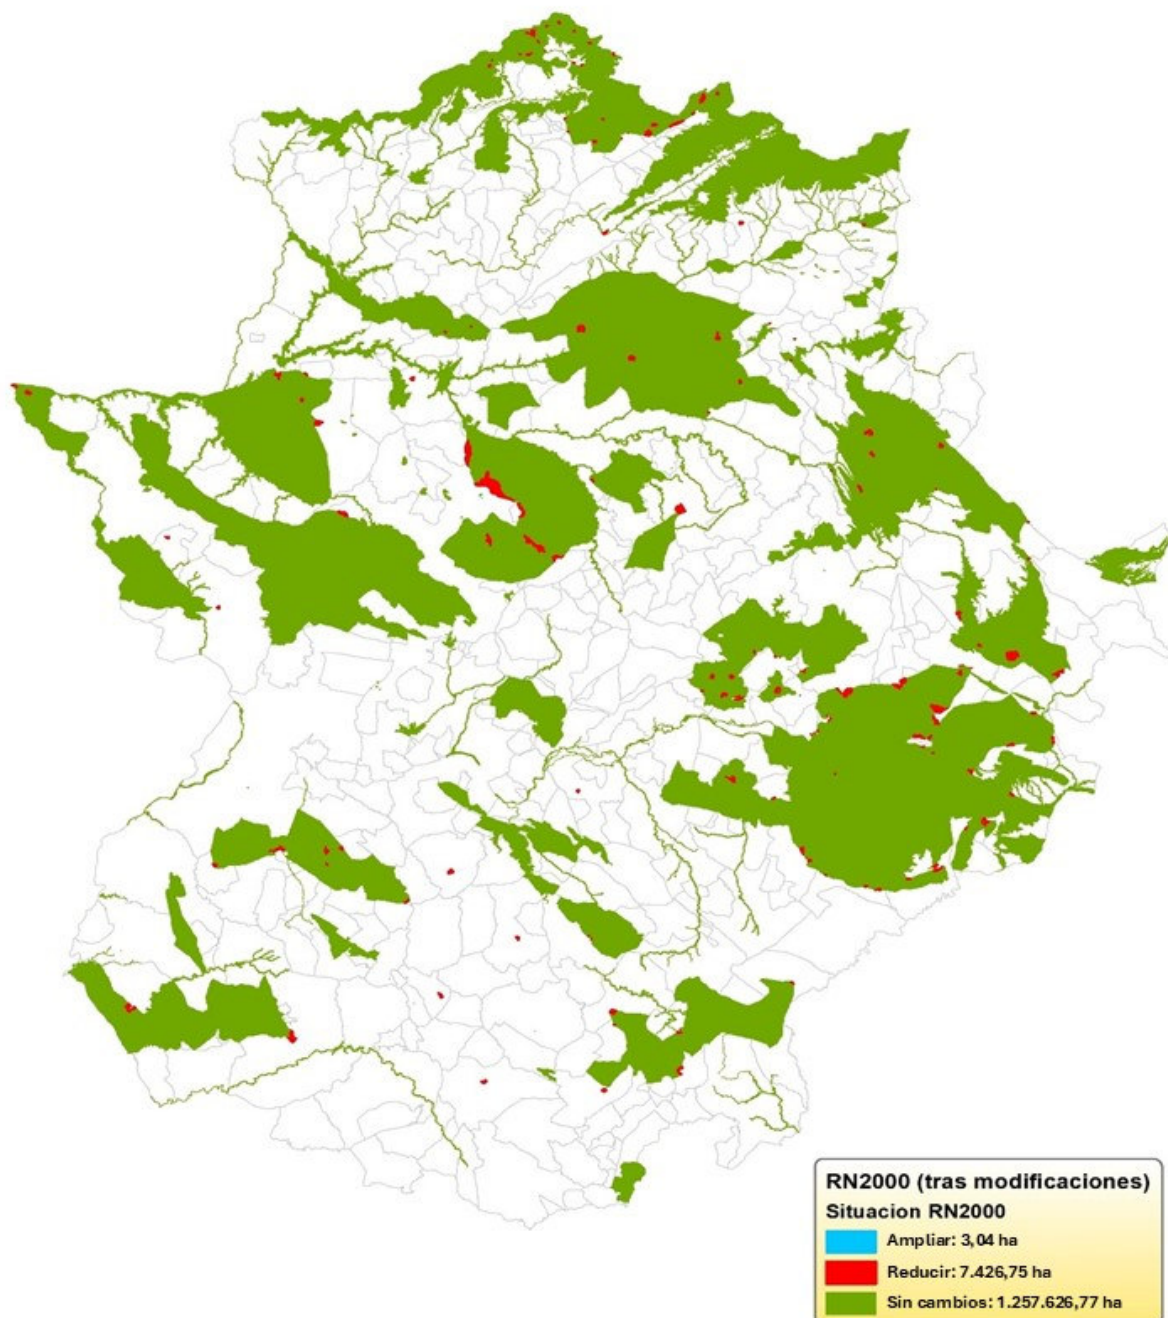 RN2000 (tras modificaciones)
Situacion RN2000
Ampliar: 3,04 ha
Reducir: 7.426,75 ha
Sin cambios: 1.257.626,77 ha